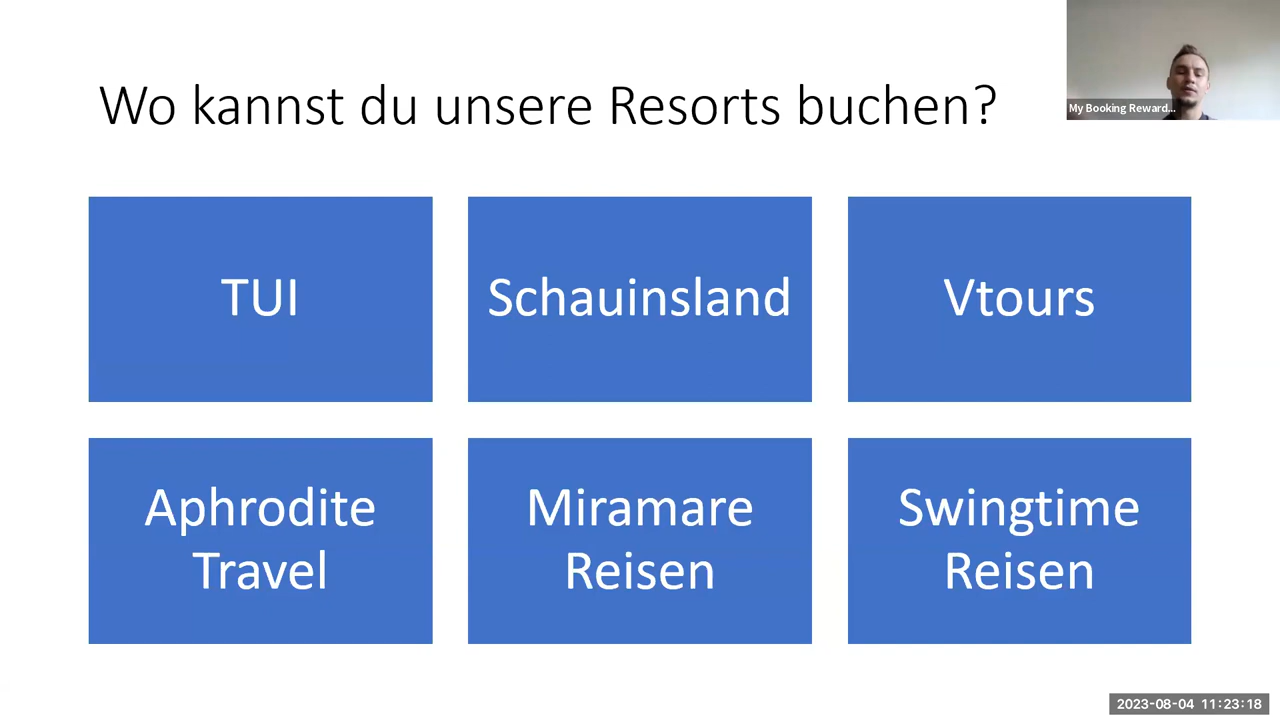 Wo kannst du unsere Resorts buchen?
My Booking Reward...
TUI
Schauinsland
Vtours
Aphrodite
Travel
Miramare
Reisen
Swingtime
Reisen
2023-08-04 11:23:18